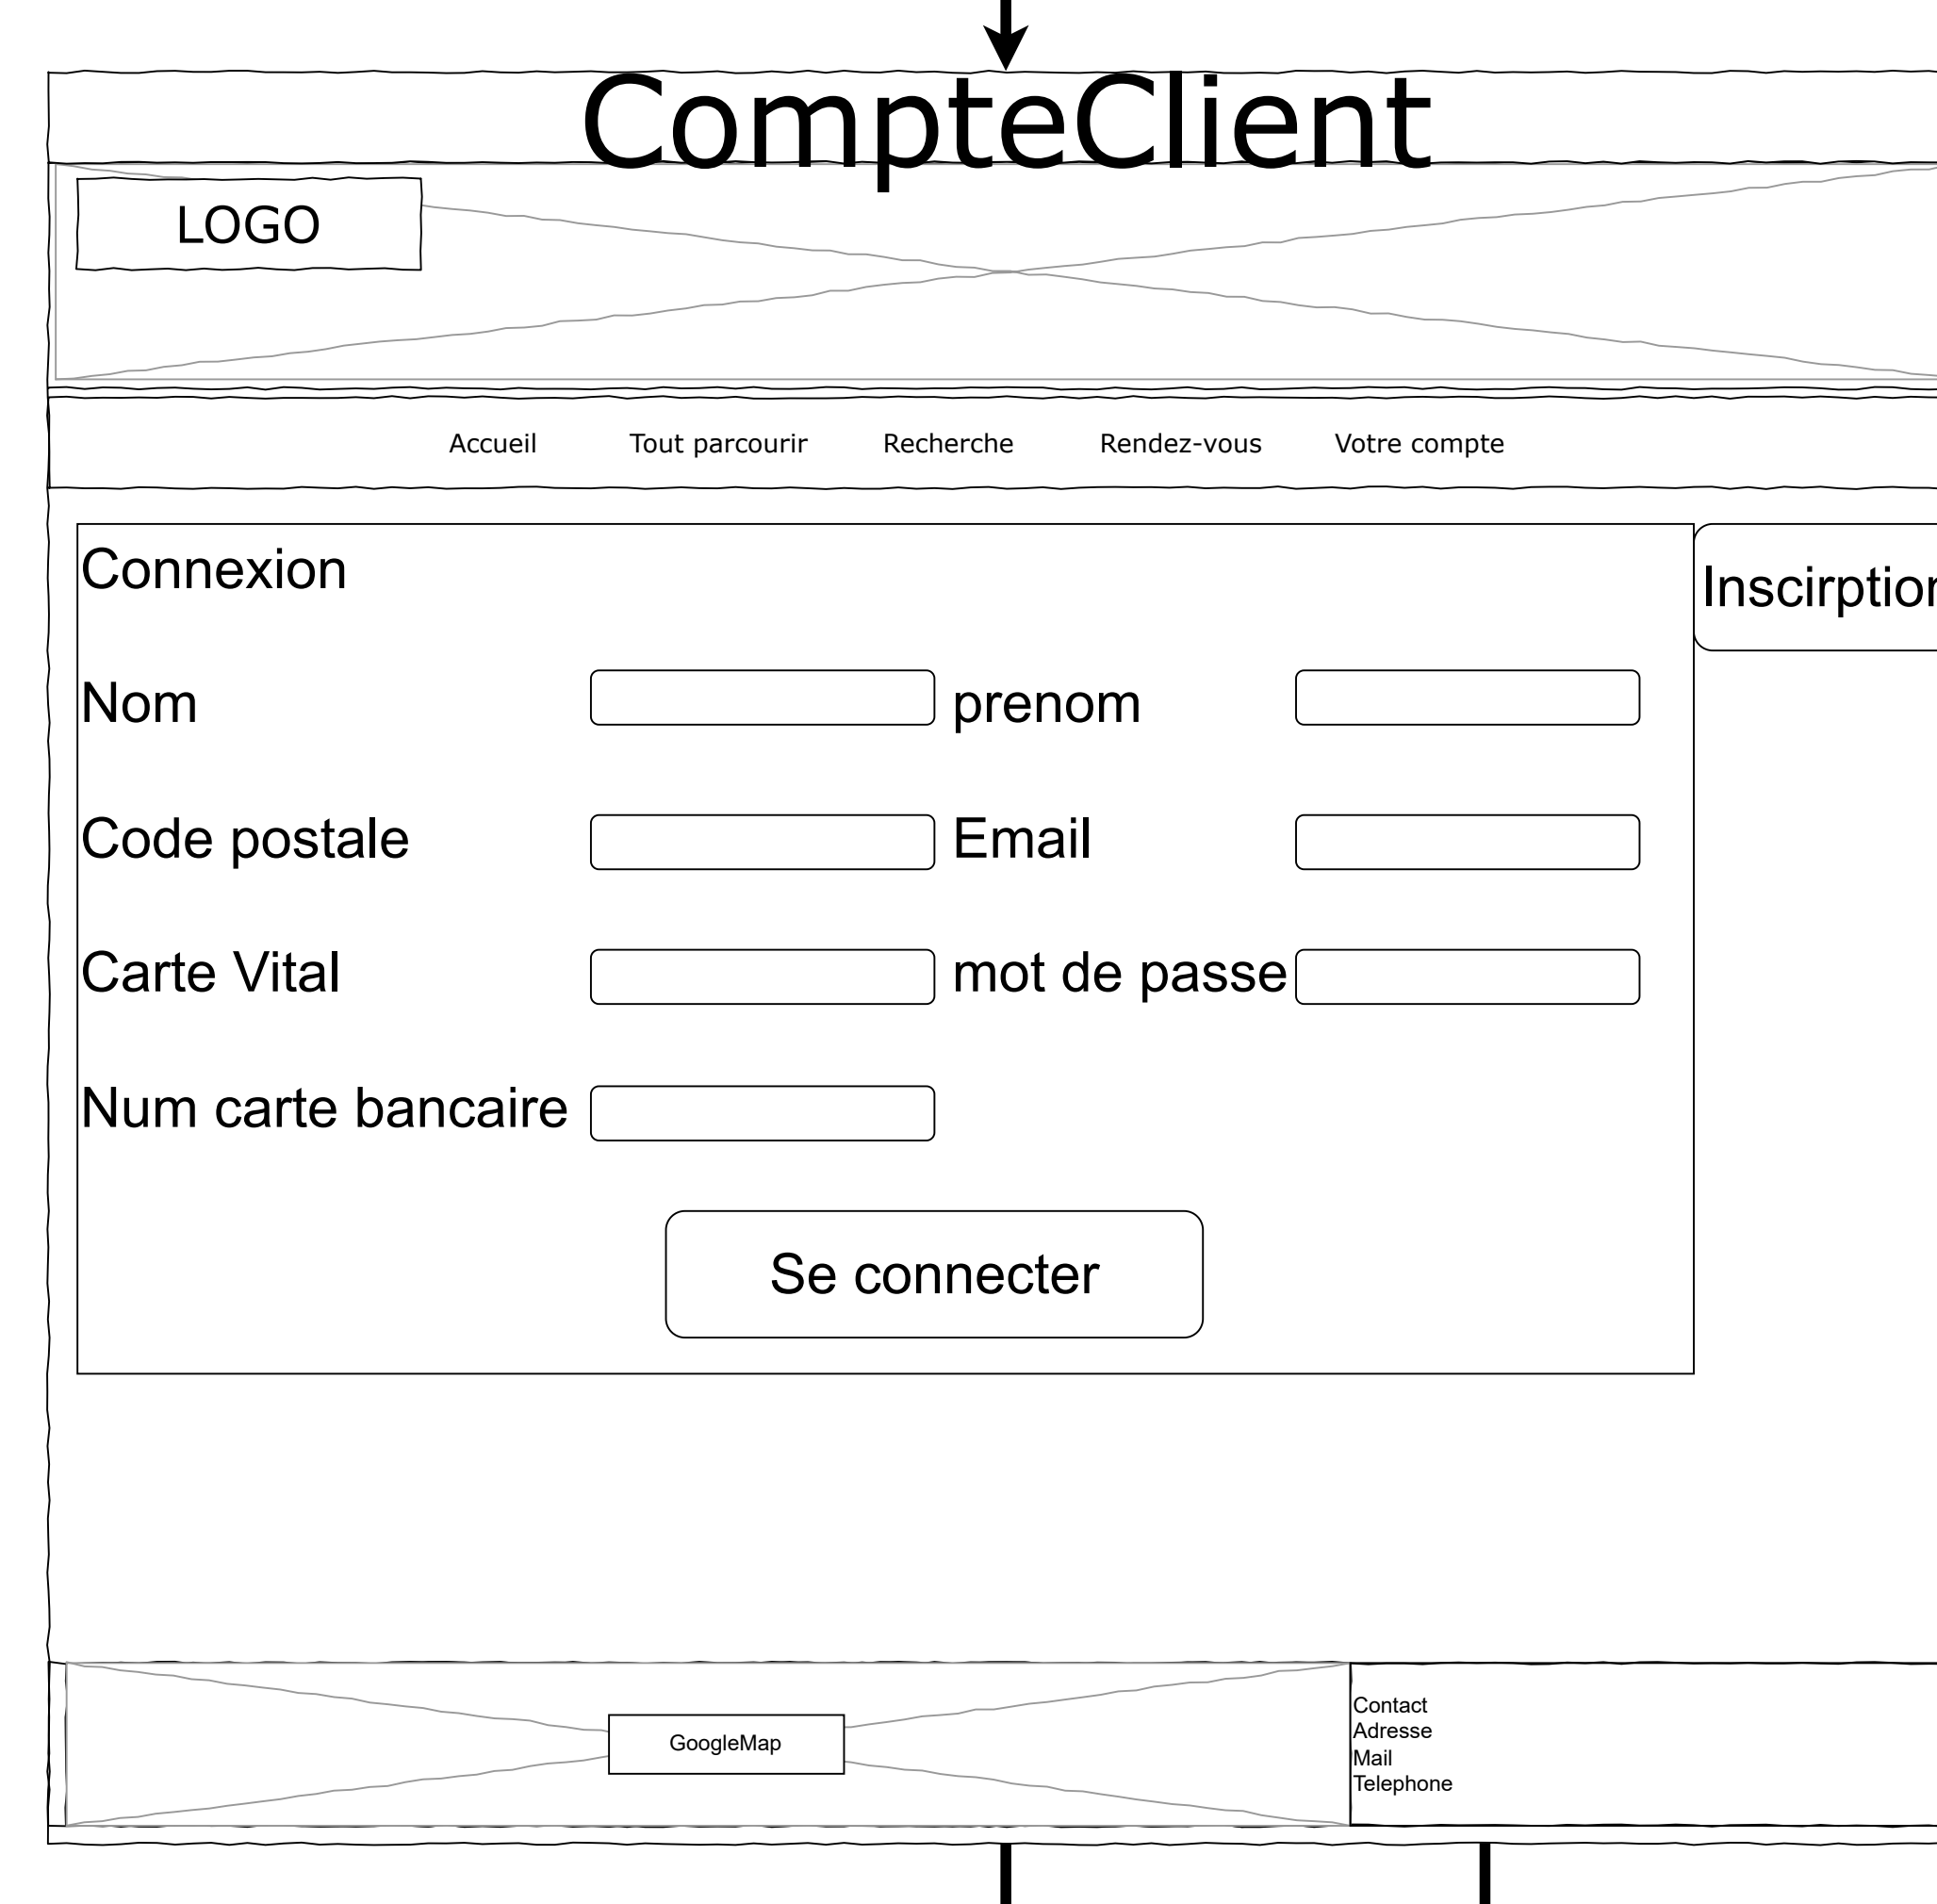 CompteClient
LOGO
Accueil Tout parcourir Recherche Rendez-vous Votre compte
Connexion
Inscirption
Nom prenom
Code postale Email
Carte Vital mot de passe
Num carte bancaire
Se connecter
GoogleMap
Contact
Adresse
Mail
Telephone